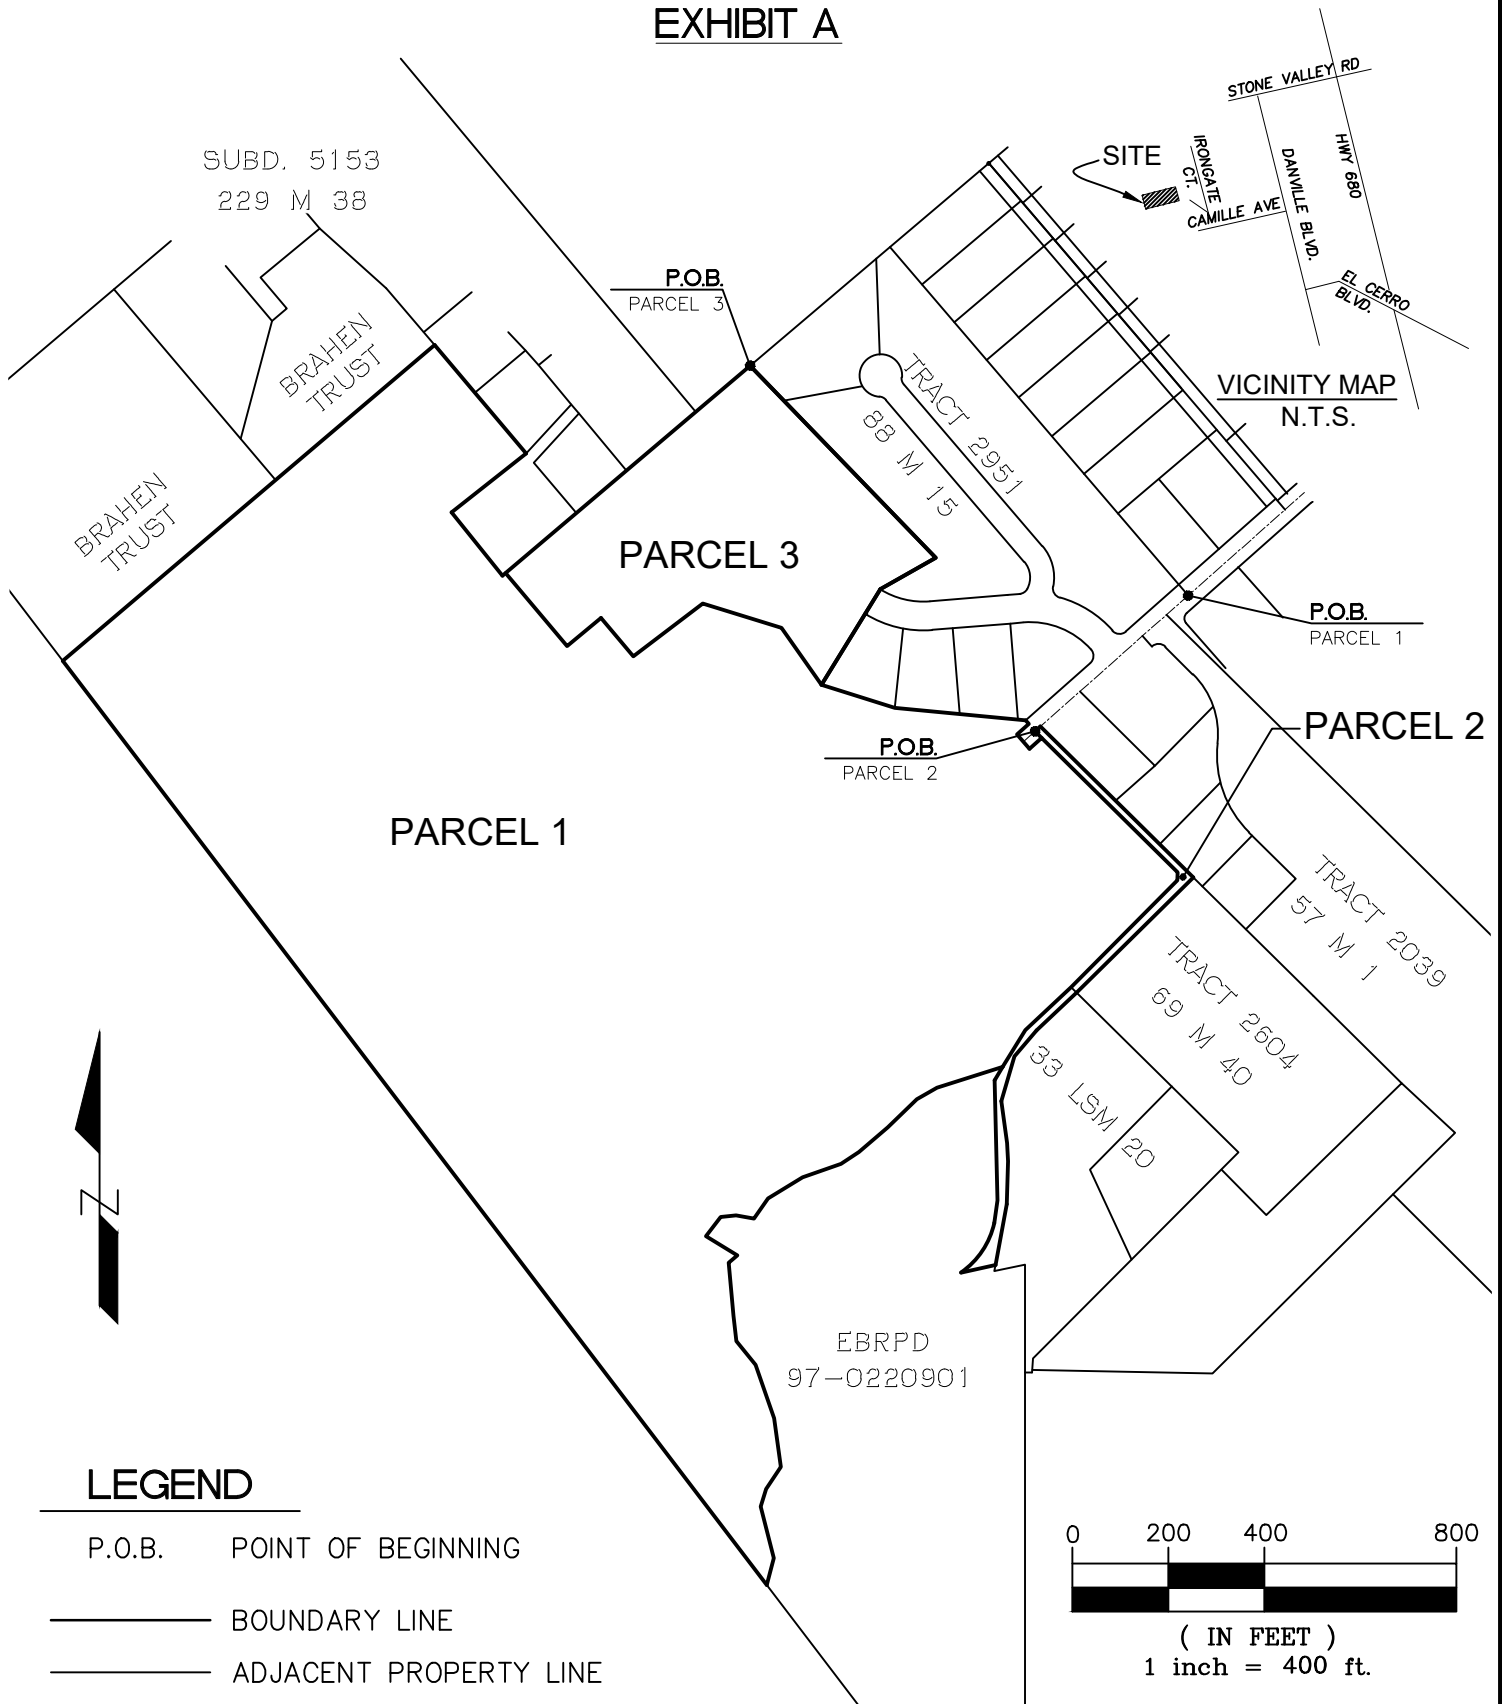 EXHIBIT A
STONE VALLEY RD
HWY 680
IRONGATE
CT.
SITE
DANVILLE BLVD.
CAMILLE AVE
EL CERRO
BLVD.
VICINITY MAP
N.T.S.
SUBD. 5153
229 M 38
P.O.B.
PARCEL 3
BRAHEN
TRUST
BRAHEN
TRUST
TRACT 2951
88 M 15
PARCEL 3
P.O.B.
PARCEL 1
PARCEL 2
P.O.B.
PARCEL 2
PARCEL 1
TRACT 2039
57 M 1
TRACT 2604
69 M 40
33 LSM 20
Z
EBRPD
97-0220901
LEGEND
P.O.B. POINT OF BEGINNING
BOUNDARY LINE
ADJACENT PROPERTY LINE
0 200 400 800
( IN FEET )
1 inch = 400 ft.